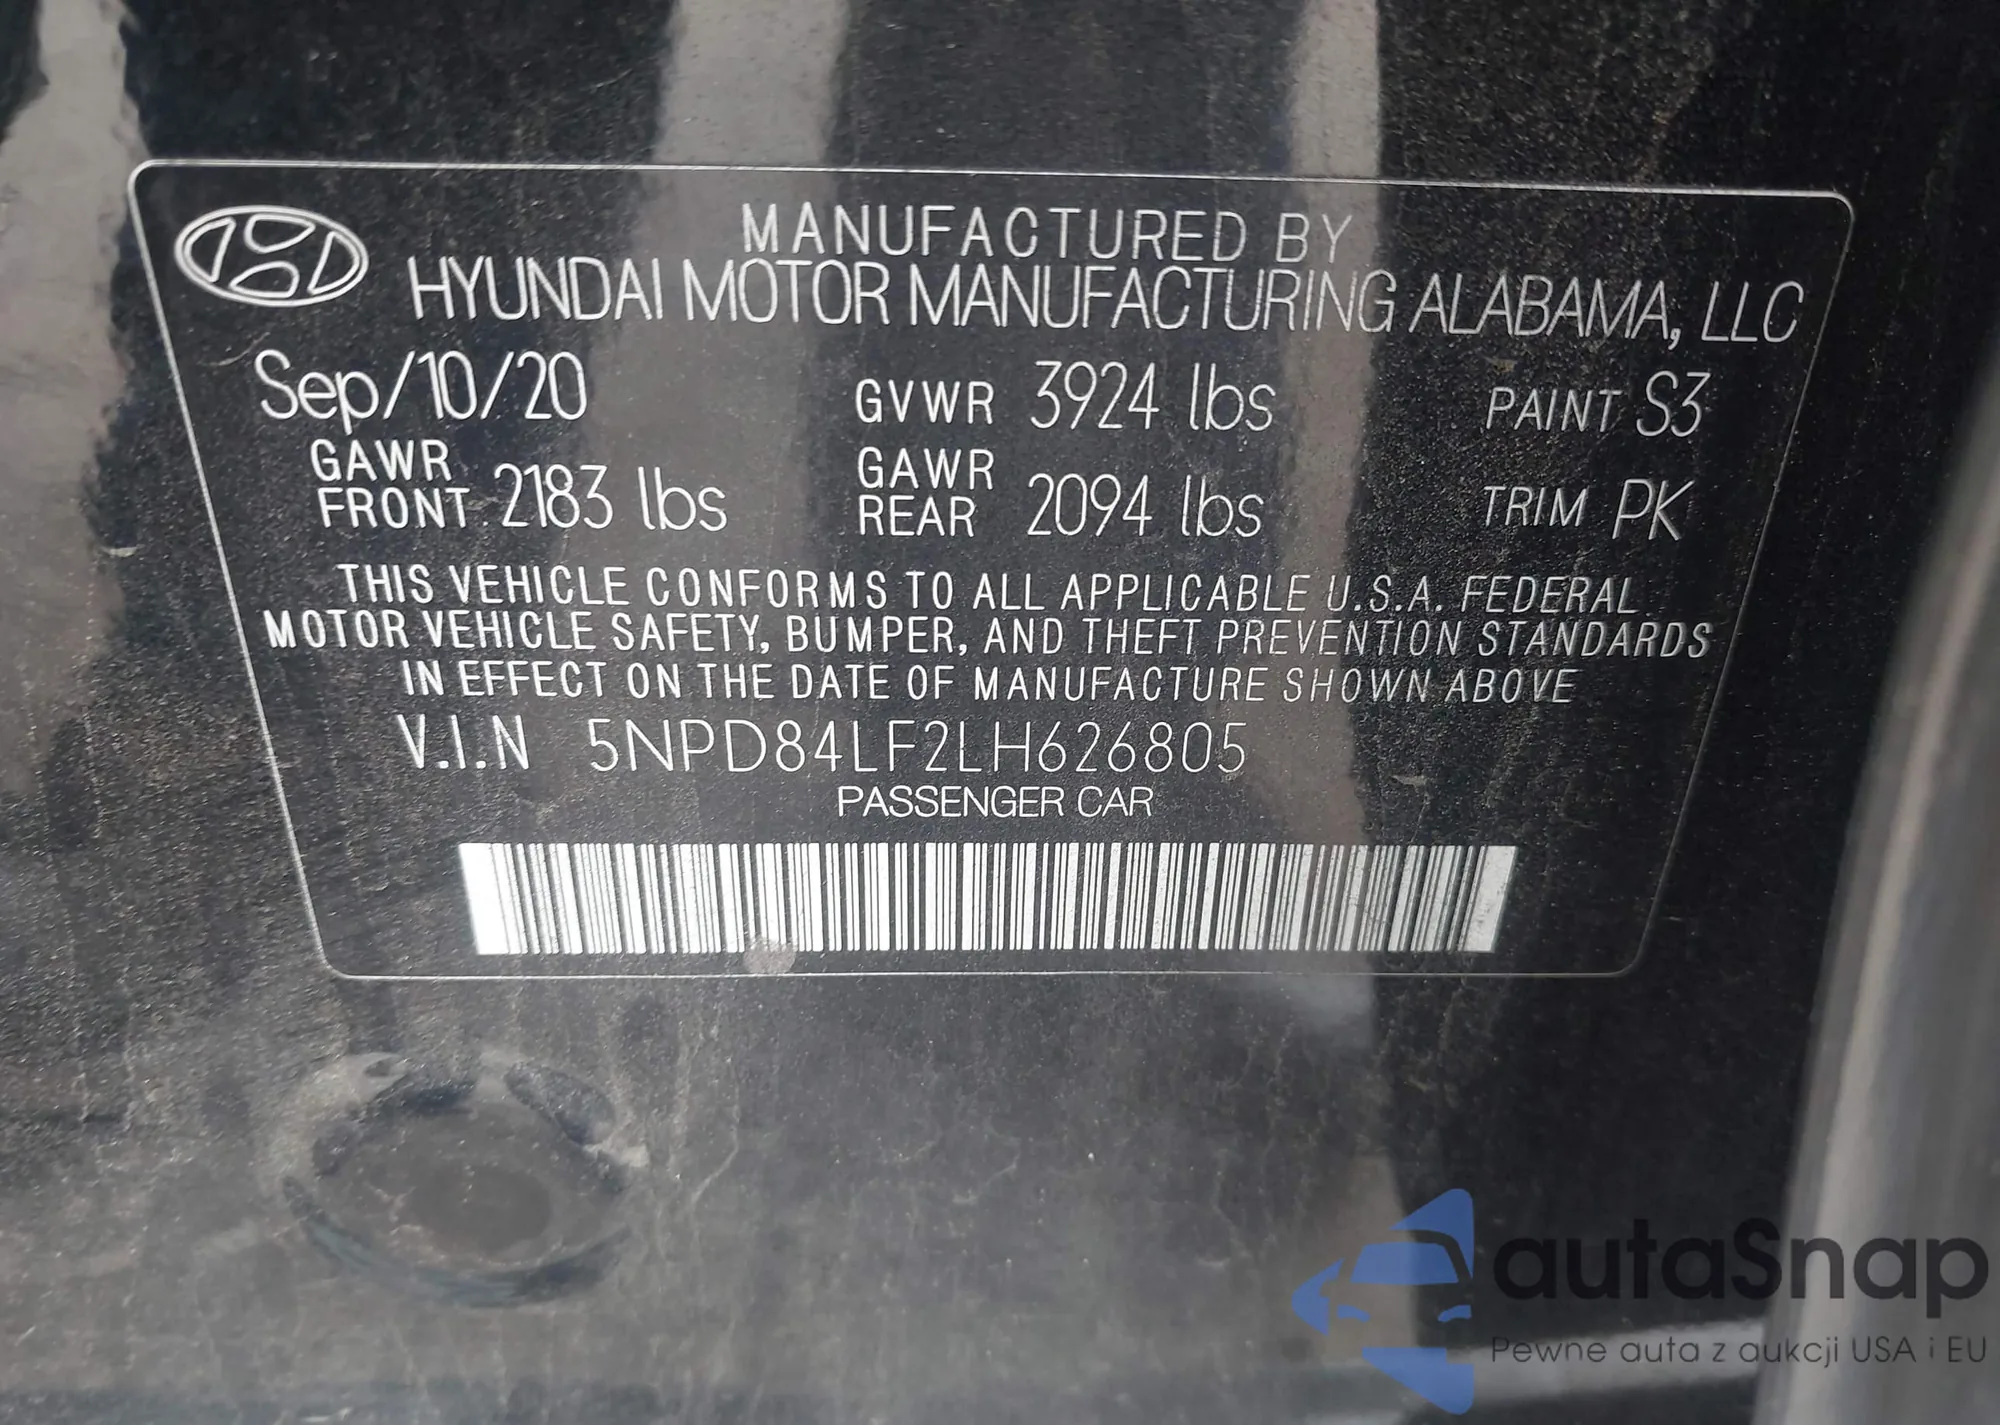 MANUFACTURED BY
HYUNDAI MOTOR MANUFACTURING ALABAMA, LLC
Sep/10/20 GVWR 3924 lbs PAINT S3
GAWR FRONT 2183 lbs GAWR REAR 2094 lbs TRIM PK
THIS VEHICLE CONFORMS TO ALL APPLICABLE U.S.A. FEDERAL
MOTOR VEHICLE SAFETY, BUMPER, AND THEFT PREVENTION STANDARDS
IN EFFECT ON THE DATE OF MANUFACTURE SHOWN ABOVE
V.I.N 5NPD84LF2LH626805
PASSENGER CAR
autaSnap
Pewne auta z aukcji USA i EU